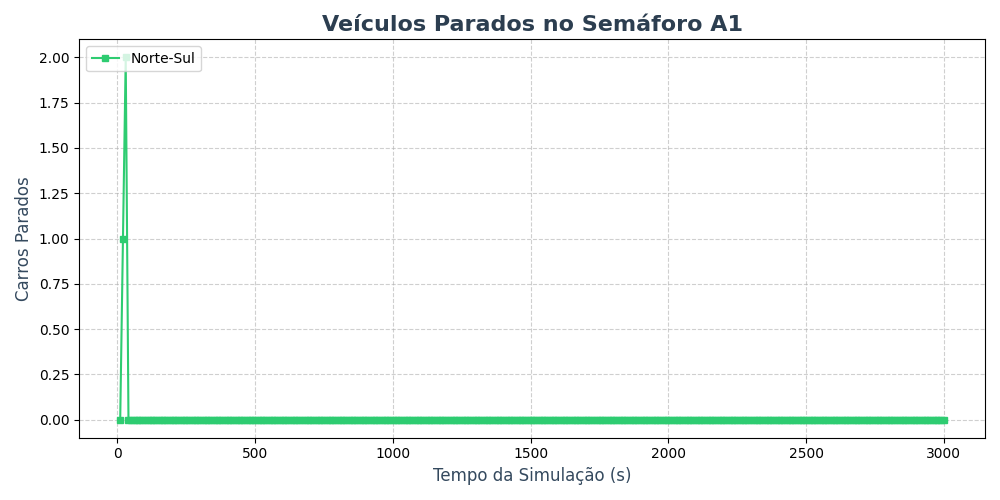 Veículos Parados no Semáforo A1
Norte-Sul
Carros Parados
2.00
1.75
1.50
1.25
1.00
0.75
0.50
0.25
0.00
0 500 1000 1500 2000 2500 3000
Tempo da Simulação (s)